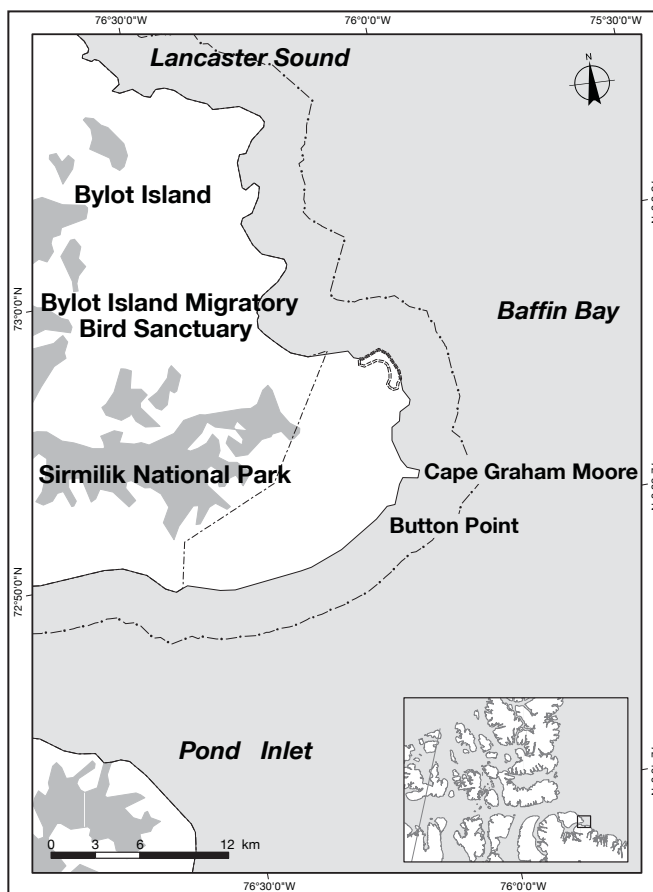 76°30'0"W
76°0'0"W
75°30'0"W
Lancaster Sound
N
Bylot Island
Bylot Island Migratory
Bird Sanctuary
73°0'0"N
Baffin Bay
Sirmilik National Park
Cape Graham Moore
Button Point
72°50'0"N
Pond Inlet
0 3 6 12 km
76°30'0"W
76°0'0"W